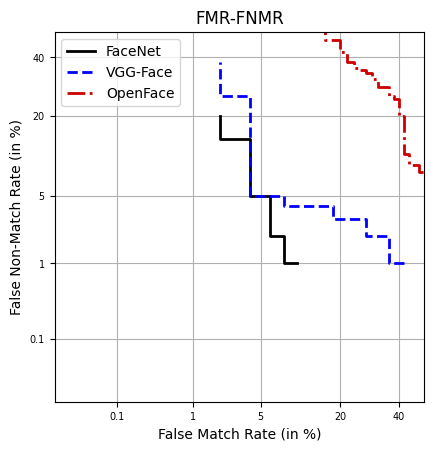 FMR-FNMR
FaceNet
VGG-Face
OpenFace
False Non-Match Rate (in %)
40
20
5
1
0.1
0.1 1 5 20 40
False Match Rate (in %)